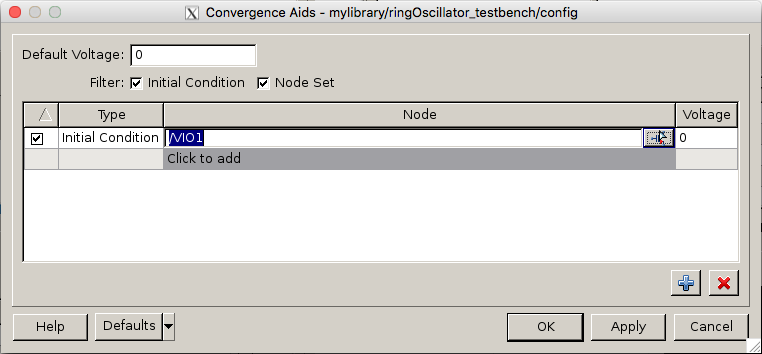 Convergence Aids - mylibrary/ringOscillator_testbench/config
Default Voltage: 0
Filter: Initial Condition Node Set
Type Node Voltage
Initial Condition /VIO1 0
Click to add
Help Defaults OK Apply Cancel